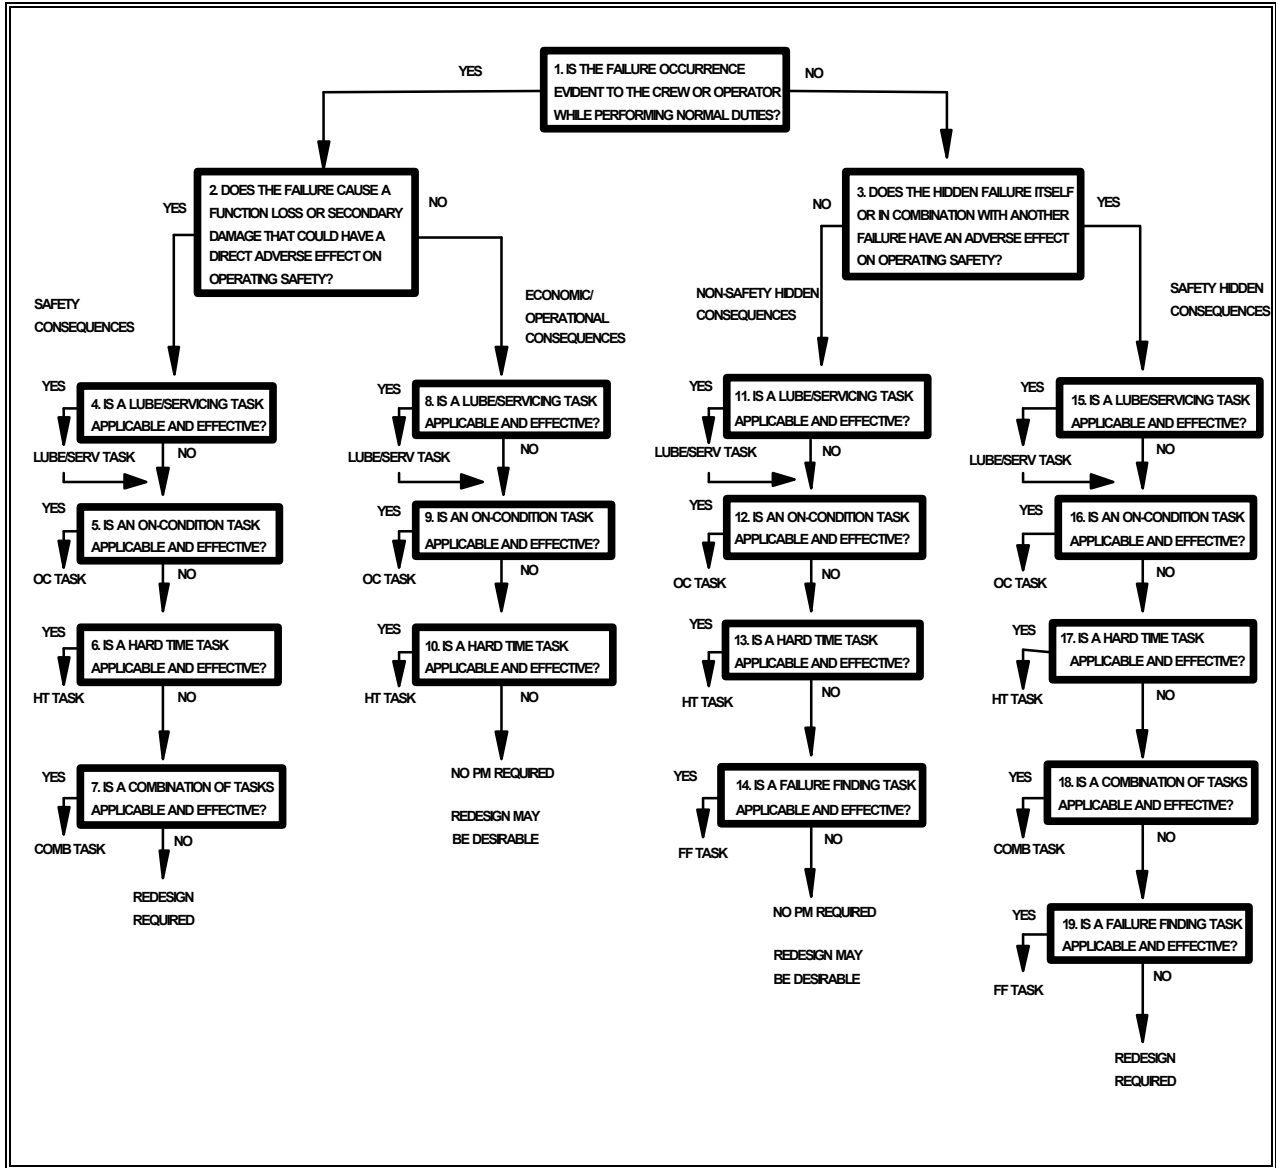 YES
1. IS THE FAILURE OCCURRENCE
EVIDENT TO THE CREW OR OPERATOR
WHILE PERFORMING NORMAL DUTIES?
NO
YES
2. DOES THE FAILURE CAUSE A
FUNCTION LOSS OR SECONDARY
DAMAGE THAT COULD HAVE A
DIRECT ADVERSE EFFECT ON
OPERATING SAFETY?
NO
NO
3. DOES THE HIDDEN FAILURE ITSELF
OR IN COMBINATION WITH ANOTHER
FAILURE HAVE AN ADVERSE EFFECT
ON OPERATING SAFETY?
YES
SAFETY
CONSEQUENCES
ECONOMIC/
OPERATIONAL
CONSEQUENCES
NON-SAFETY HIDDEN
CONSEQUENCES
SAFETY HIDDEN
CONSEQUENCES
YES
4. IS A LUBE/SERVICING TASK
APPLICABLE AND EFFECTIVE?
LUBE/SERV TASK
NO
YES
5. IS AN ON-CONDITION TASK
APPLICABLE AND EFFECTIVE?
OC TASK
NO
YES
6. IS A HARD TIME TASK
APPLICABLE AND EFFECTIVE?
HT TASK
NO
YES
7. IS A COMBINATION OF TASKS
APPLICABLE AND EFFECTIVE?
COMB TASK
NO
REDESIGN
REQUIRED
YES
8. IS A LUBE/SERVICING TASK
APPLICABLE AND EFFECTIVE?
LUBE/SERV TASK
NO
YES
9. IS AN ON-CONDITION TASK
APPLICABLE AND EFFECTIVE?
OC TASK
NO
YES
10. IS A HARD TIME TASK
APPLICABLE AND EFFECTIVE?
HT TASK
NO
NO PM REQUIRED
REDESIGN MAY
BE DESIRABLE
YES
11. IS A LUBE/SERVICING TASK
APPLICABLE AND EFFECTIVE?
LUBE/SERV TASK
NO
YES
12. IS AN ON-CONDITION TASK
APPLICABLE AND EFFECTIVE?
OC TASK
NO
YES
13. IS A HARD TIME TASK
APPLICABLE AND EFFECTIVE?
HT TASK
NO
YES
14. IS A FAILURE FINDING TASK
APPLICABLE AND EFFECTIVE?
FF TASK
NO
NO PM REQUIRED
REDESIGN MAY
BE DESIRABLE
YES
15. IS A LUBE/SERVICING TASK
APPLICABLE AND EFFECTIVE?
LUBE/SERV TASK
NO
YES
16. IS AN ON-CONDITION TASK
APPLICABLE AND EFFECTIVE?
OC TASK
NO
YES
17. IS A HARD TIME TASK
APPLICABLE AND EFFECTIVE?
HT TASK
NO
YES
18. IS A COMBINATION OF TASKS
APPLICABLE AND EFFECTIVE?
COMB TASK
NO
YES
19. IS A FAILURE FINDING TASK
APPLICABLE AND EFFECTIVE?
FF TASK
NO
REDESIGN
REQUIRED